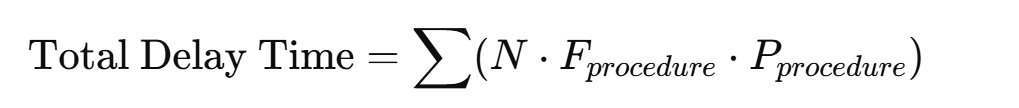 Total Delay Time = ∑(N · F_procedure · P_procedure)